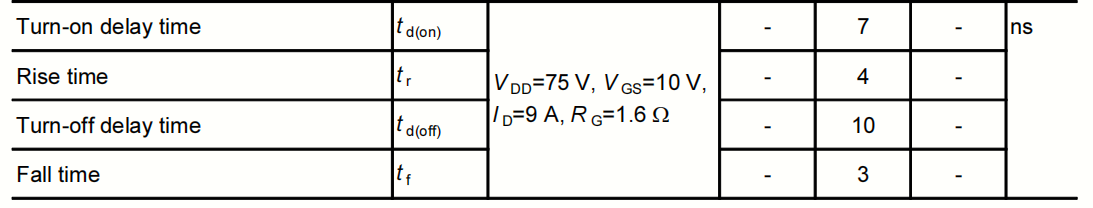 Turn-on delay time t d(on) - 7 - ns
Rise time t r V DD=75 V, V GS=10 V, - 4 -
Turn-off delay time t d(off) I D=9 A, R G=1.6 Ω - 10 -
Fall time t f - 3 -